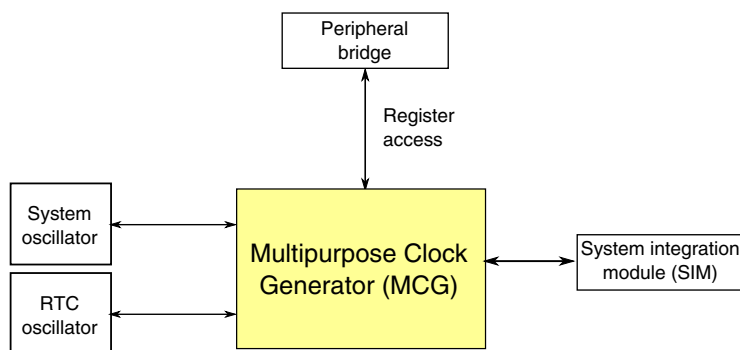 Peripheral
bridge
Register
access
System
oscillator
Multipurpose Clock
Generator (MCG)
System integration
module (SIM)
RTC
oscillator